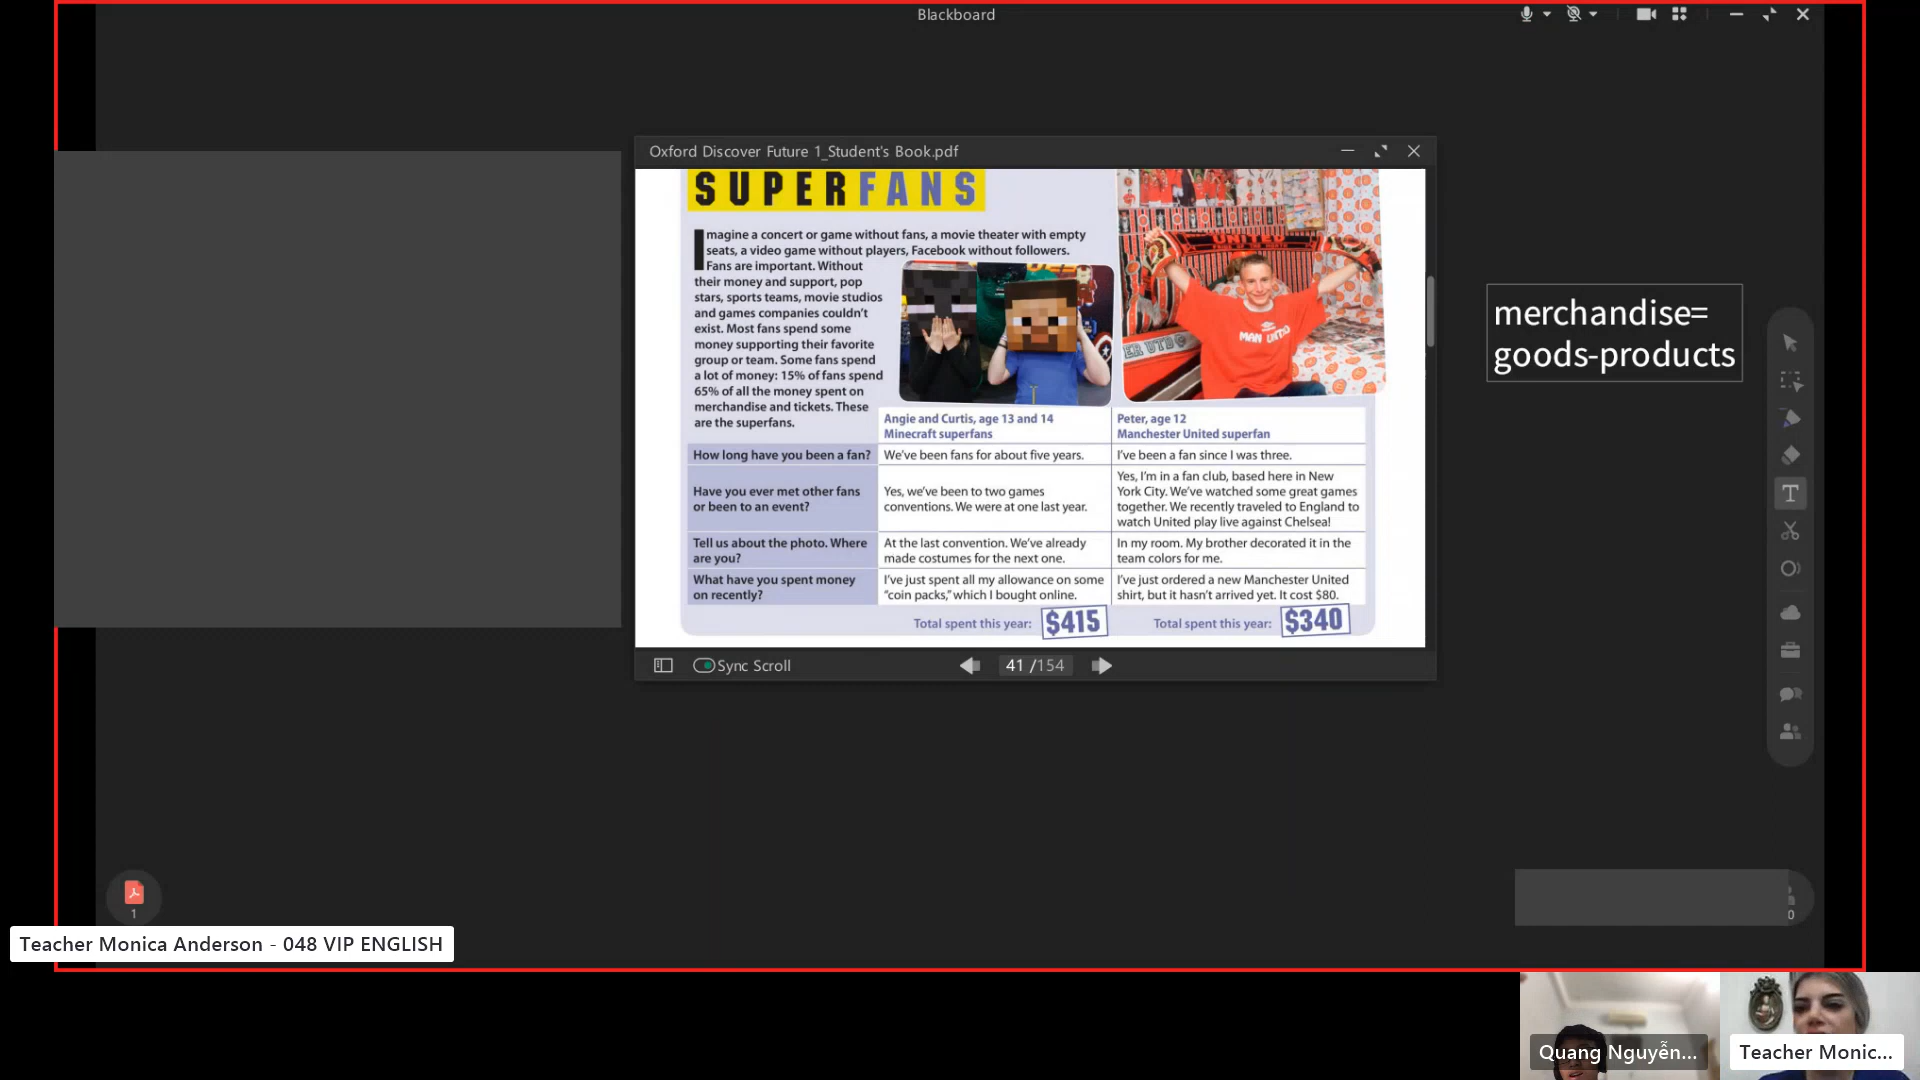 Blackboard
Oxford Discover Future 1_Student's Book.pdf
SUPERFANS
Imagine a concert or game without fans, a movie theater with empty
seats, a video game without players, Facebook without followers.
Fans are important. Without
their money and support, pop
stars, sports teams, movie studios
and games companies couldn't
exist. Most fans spend some
money supporting their favorite
group or team. Some fans spend
a lot of money: 15% of fans spend
65% of all the money spent on
merchandise and tickets. These
are the superfans.
UNITED
MAN UNITED
ER UTD
Angie and Curtis, age 13 and 14
Minecraft superfans
Peter, age 12
Manchester United superfan
How long have you been a fan?
We've been fans for about five years.
I've been a fan since I was three.
Have you ever met other fans
or been to an event?
Yes, we've been to two games
conventions. We were at one last year.
Yes, I'm in a fan club, based here in New
York City. We've watched some great games
together. We recently traveled to England to
watch United play live against Chelsea!
Tell us about the photo. Where
are you?
At the last convention. We've already
made costumes for the next one.
In my room. My brother decorated it in the
team colors for me.
What have you spent money
on recently?
I've just spent all my allowance on some
"coin packs," which I bought online.
I've just ordered a new Manchester United
shirt, but it hasn't arrived yet. It cost $80.
Total spent this year: $415
Total spent this year: $340
Sync Scroll
41 /154
merchandise=
goods-products
1
0
Teacher Monica Anderson - 048 VIP ENGLISH
Quang Nguyễn...
Teacher Monic...